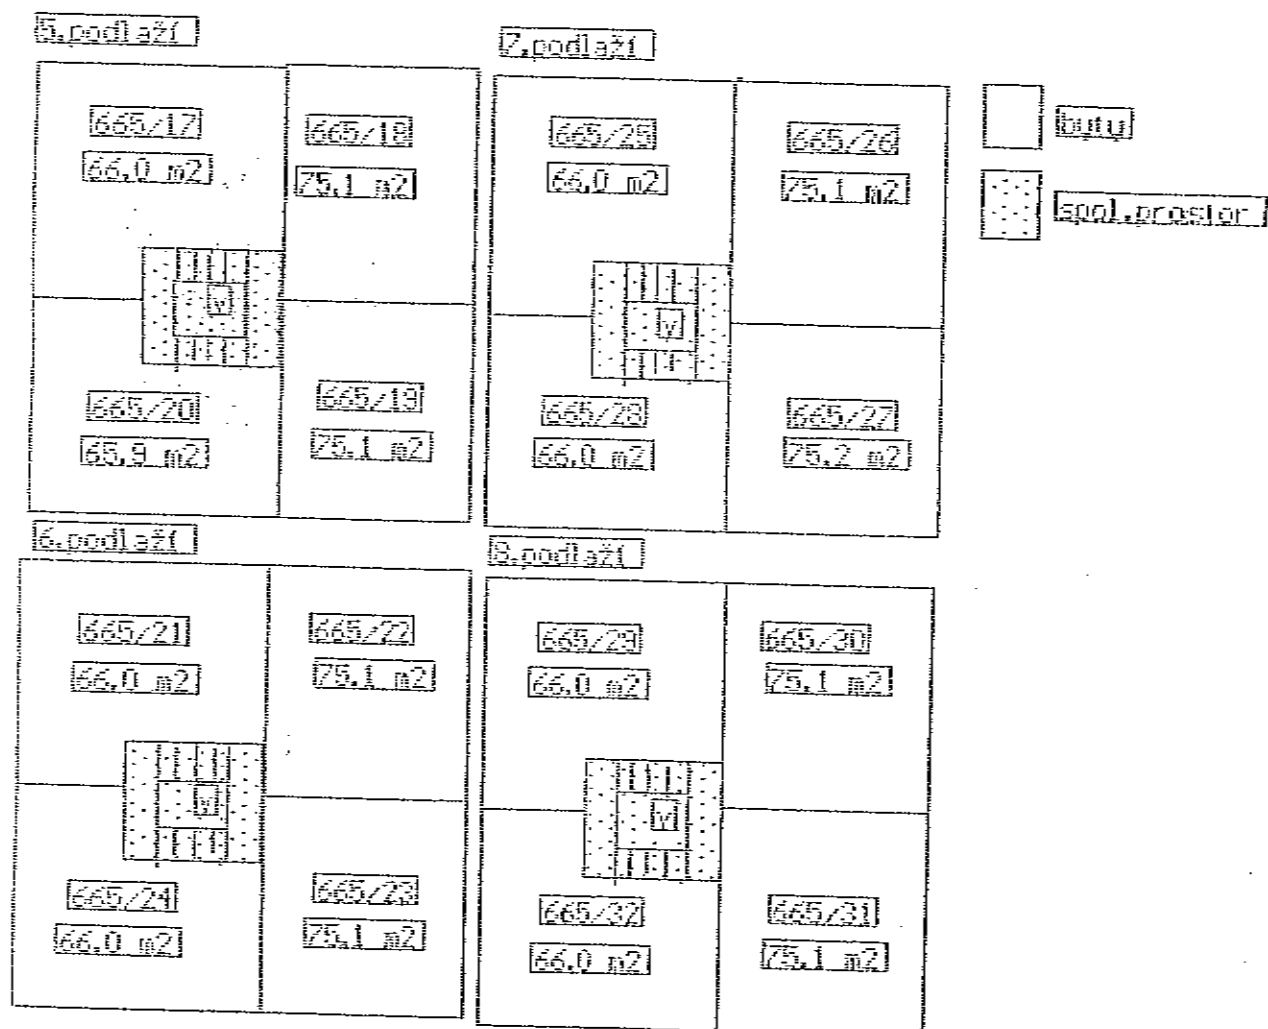 5.podlaží
665/17
66,0 m2
665/18
75,1 m2
V
665/20
65,9 m2
665/19
75,1 m2
7.podlaží
665/25
66,0 m2
665/26
75,1 m2
V
665/28
66,0 m2
665/27
75,2 m2
bytu
spol.prostor
6.podlaží
665/21
66,0 m2
665/22
75,1 m2
V
665/24
66,0 m2
665/23
75,1 m2
8.podlaží
665/29
66,0 m2
665/30
75,1 m2
V
665/32
66,0 m2
665/31
75,1 m2